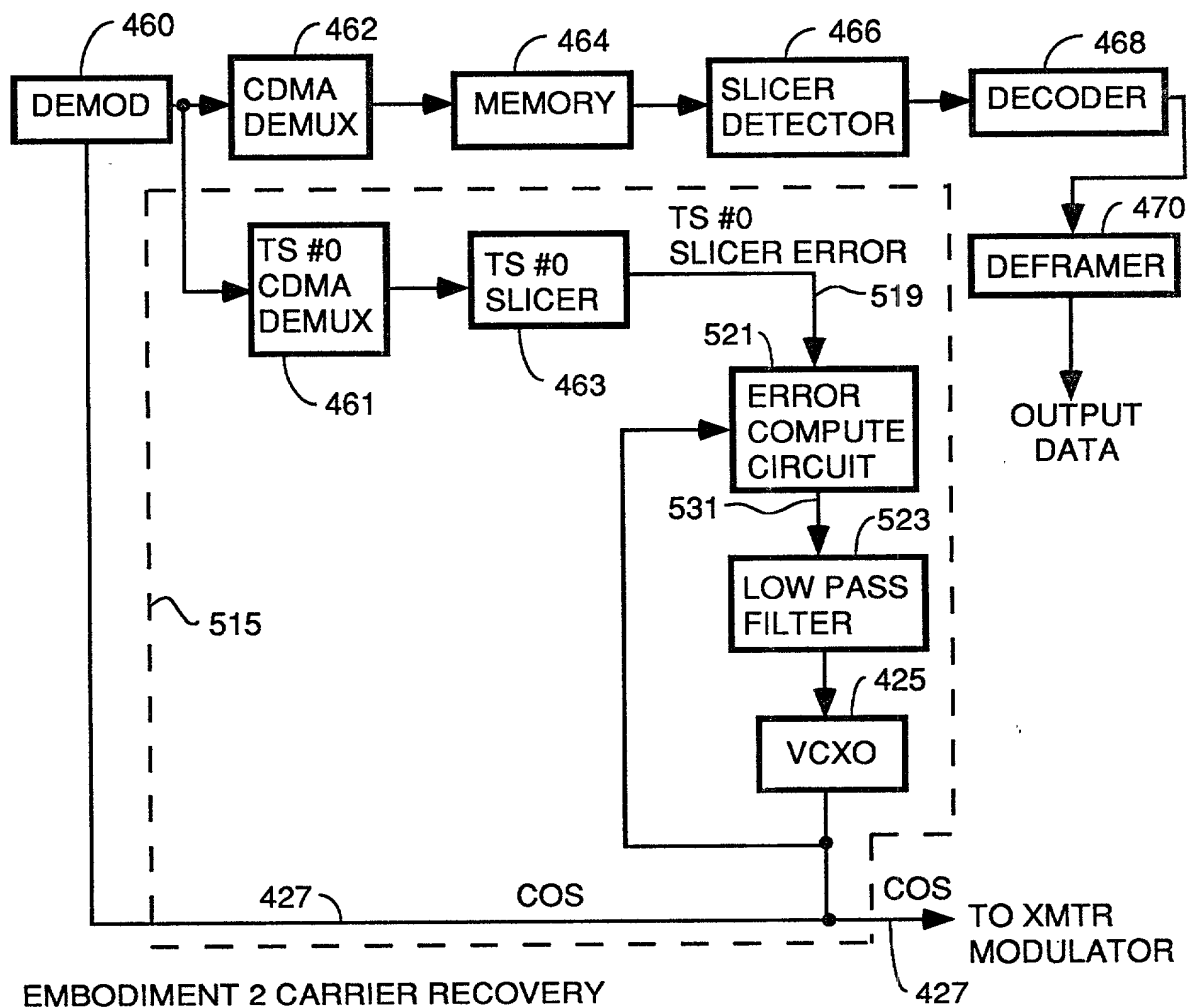 460
462
464
466
468
DEMOD
CDMA
DEMUX
MEMORY
SLICER
DETECTOR
DECODER
470
DEFRAMER
OUTPUT
DATA
TS #0
CDMA
DEMUX
461
TS #0
SLICER
463
TS #0
SLICER ERROR
519
521
ERROR
COMPUTE
CIRCUIT
531
523
LOW PASS
FILTER
425
VCXO
515
427
COS
COS
TO XMTR
MODULATOR
427
EMBODIMENT 2 CARRIER RECOVERY